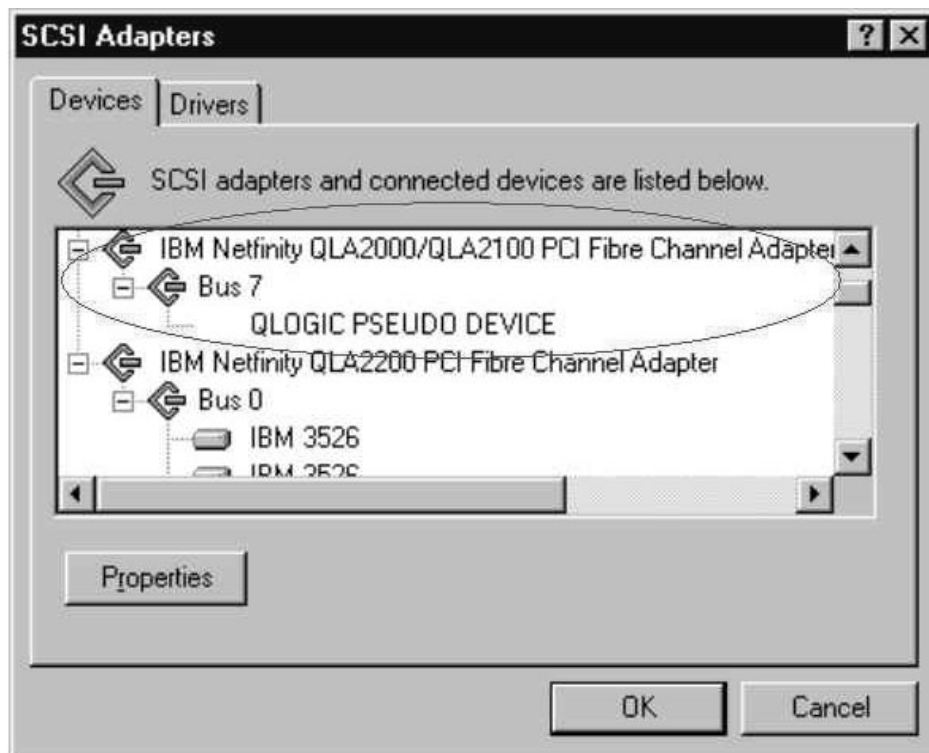 SCSI Adapters
Devices
Drivers
SCSI adapters and connected devices are listed below.
IBM Netfinity QLA2000/QLA2100 PCI Fibre Channel Adapter
Bus 7
QLOGIC PSEUDO DEVICE
IBM Netfinity QLA2200 PCI Fibre Channel Adapter
Bus 0
IBM 3526
IBM 3526
Properties
OK
Cancel